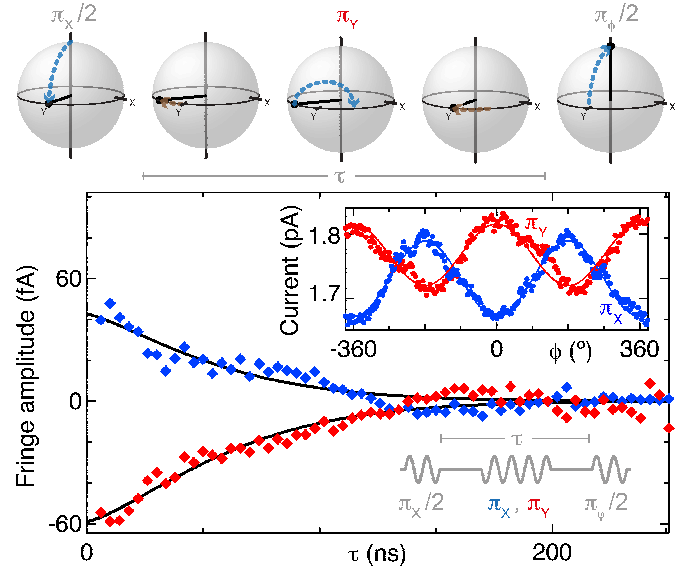 π_X/2 π_Y π_ϕ/2
Y X Y X Y X Y X Y X
τ
Fringe amplitude (fA)
60
0
-60
Current (pA)
1.8
1.7
π_Y
π_X
-360 0 ϕ (°) 360
τ
π_X/2 π_X , π_Y π_φ/2
0 τ (ns) 200